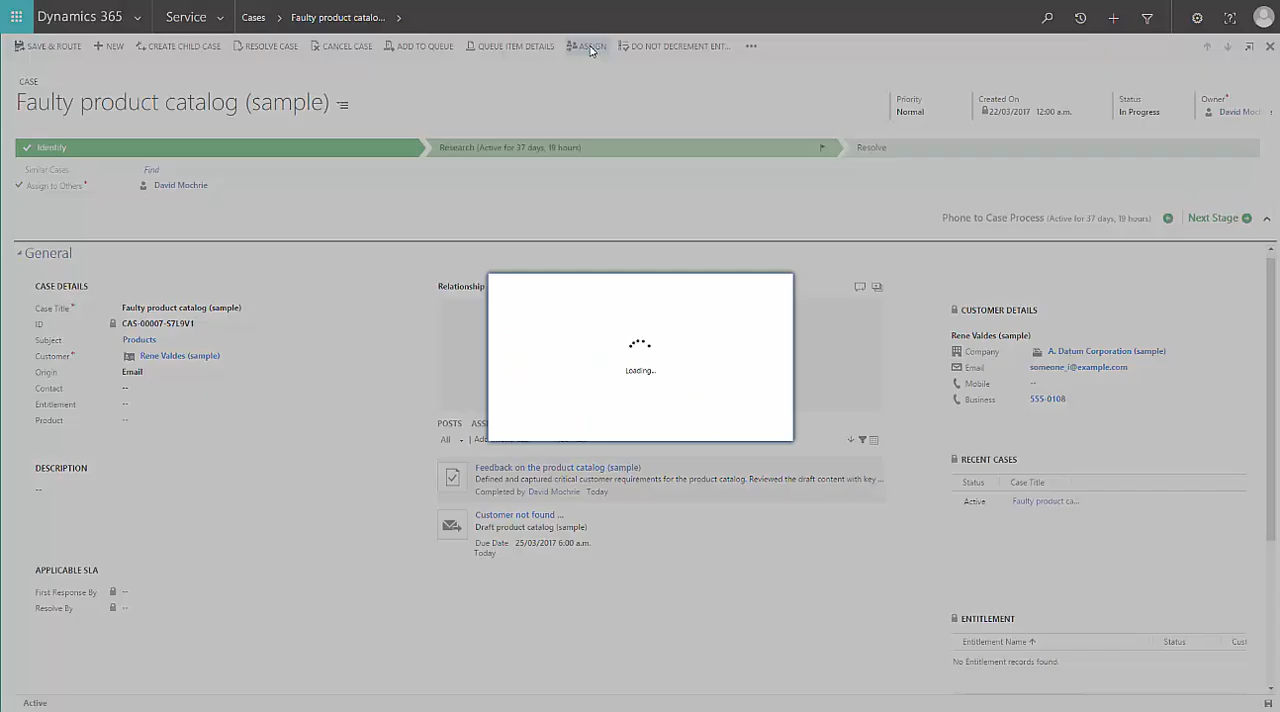 Dynamics 365 Service Cases Faulty product catalo...
SAVE & ROUTE NEW CREATE CHILD CASE RESOLVE CASE CANCEL CASE ADD TO QUEUE QUEUE ITEM DETAILS ASSIGN DO NOT DECREMENT ENT... •••
CASE
Faulty product catalog (sample)
Priority
Normal
Created On
22/03/2017 12:00 a.m.
Status
In Progress
Owner*
David Moch
Identify
Research (Active for 37 days, 19 hours)
Resolve
Similar Cases Find
Assign to Others* David Mochrie
Phone to Case Process (Active for 37 days, 19 hours) Next Stage
General
CASE DETAILS
Case Title* Faulty product catalog (sample)
ID CAS-00007-S7L9V1
Subject Products
Customer* Rene Valdes (sample)
Origin Email
Contact --
Entitlement --
Product --
DESCRIPTION
--
APPLICABLE SLA
First Response By --
Resolve By --
Relationship
Loading...
POSTS ASS
All | Add
Feedback on the product catalog (sample)
Defined and captured critical customer requirements for the product catalog. Reviewed the draft content with key ...
Completed by David Mochrie Today
Customer not found ...
Draft product catalog (sample)
Due Date 25/03/2017 6:00 a.m.
Today
CUSTOMER DETAILS
Rene Valdes (sample)
Company A. Datum Corporation (sample)
Email someone_i@example.com
Mobile --
Business 555-0108
RECENT CASES
Status Case Title
Active Faulty product ca...
ENTITLEMENT
Entitlement Name Status Cust
No Entitlement records found.
Active